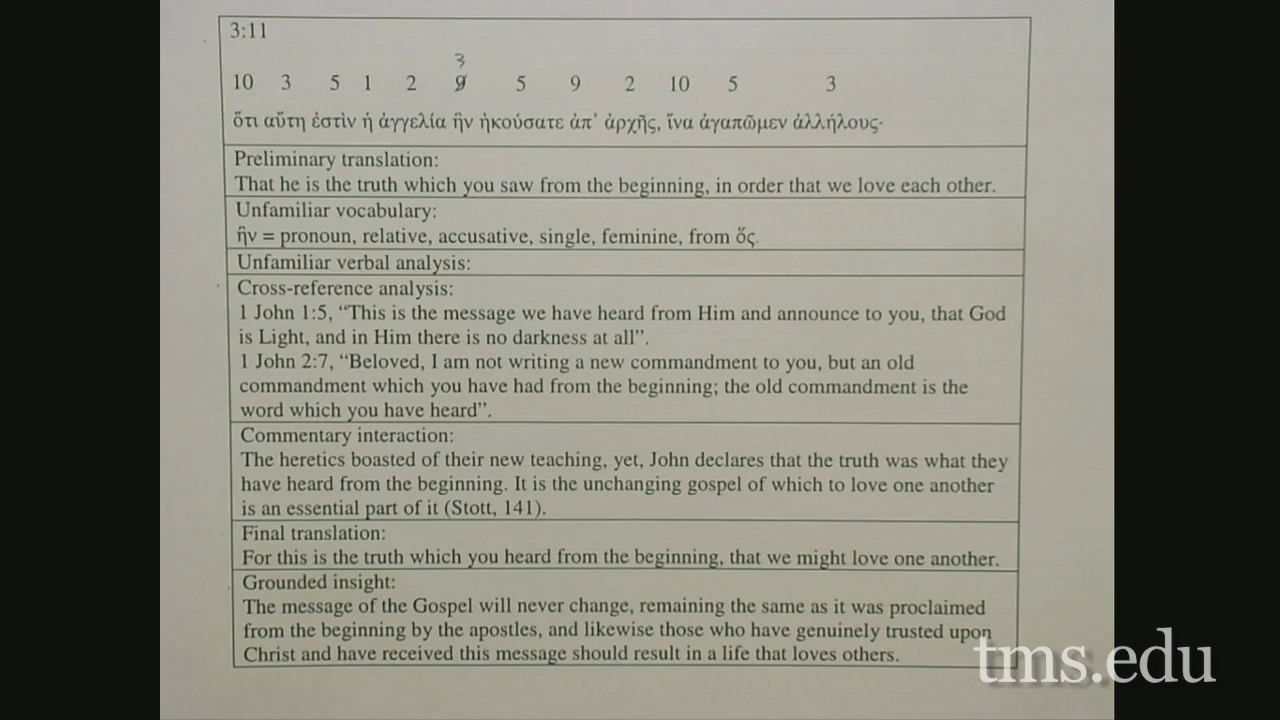 3:11
3
10 3 5 1 2 9 5 9 2 10 5 3
ὅτι αὕτη ἐστὶν ἡ ἀγγελία ἣν ἠκούσατε ἀπ᾽ ἀρχῆς, ἵνα ἀγαπῶμεν ἀλλήλους·
Preliminary translation:
That he is the truth which you saw from the beginning, in order that we love each other.
Unfamiliar vocabulary:
ἣν = pronoun, relative, accusative, single, feminine, from ὅς.
Unfamiliar verbal analysis:
Cross-reference analysis:
1 John 1:5, “This is the message we have heard from Him and announce to you, that God
is Light, and in Him there is no darkness at all”.
1 John 2:7, “Beloved, I am not writing a new commandment to you, but an old
commandment which you have had from the beginning; the old commandment is the
word which you have heard”.
Commentary interaction:
The heretics boasted of their new teaching, yet, John declares that the truth was what they
have heard from the beginning. It is the unchanging gospel of which to love one another
is an essential part of it (Stott, 141).
Final translation:
For this is the truth which you heard from the beginning, that we might love one another.
Grounded insight:
The message of the Gospel will never change, remaining the same as it was proclaimed
from the beginning by the apostles, and likewise those who have genuinely trusted upon
Christ and have received this message should result in a life that loves others.
tms.edu